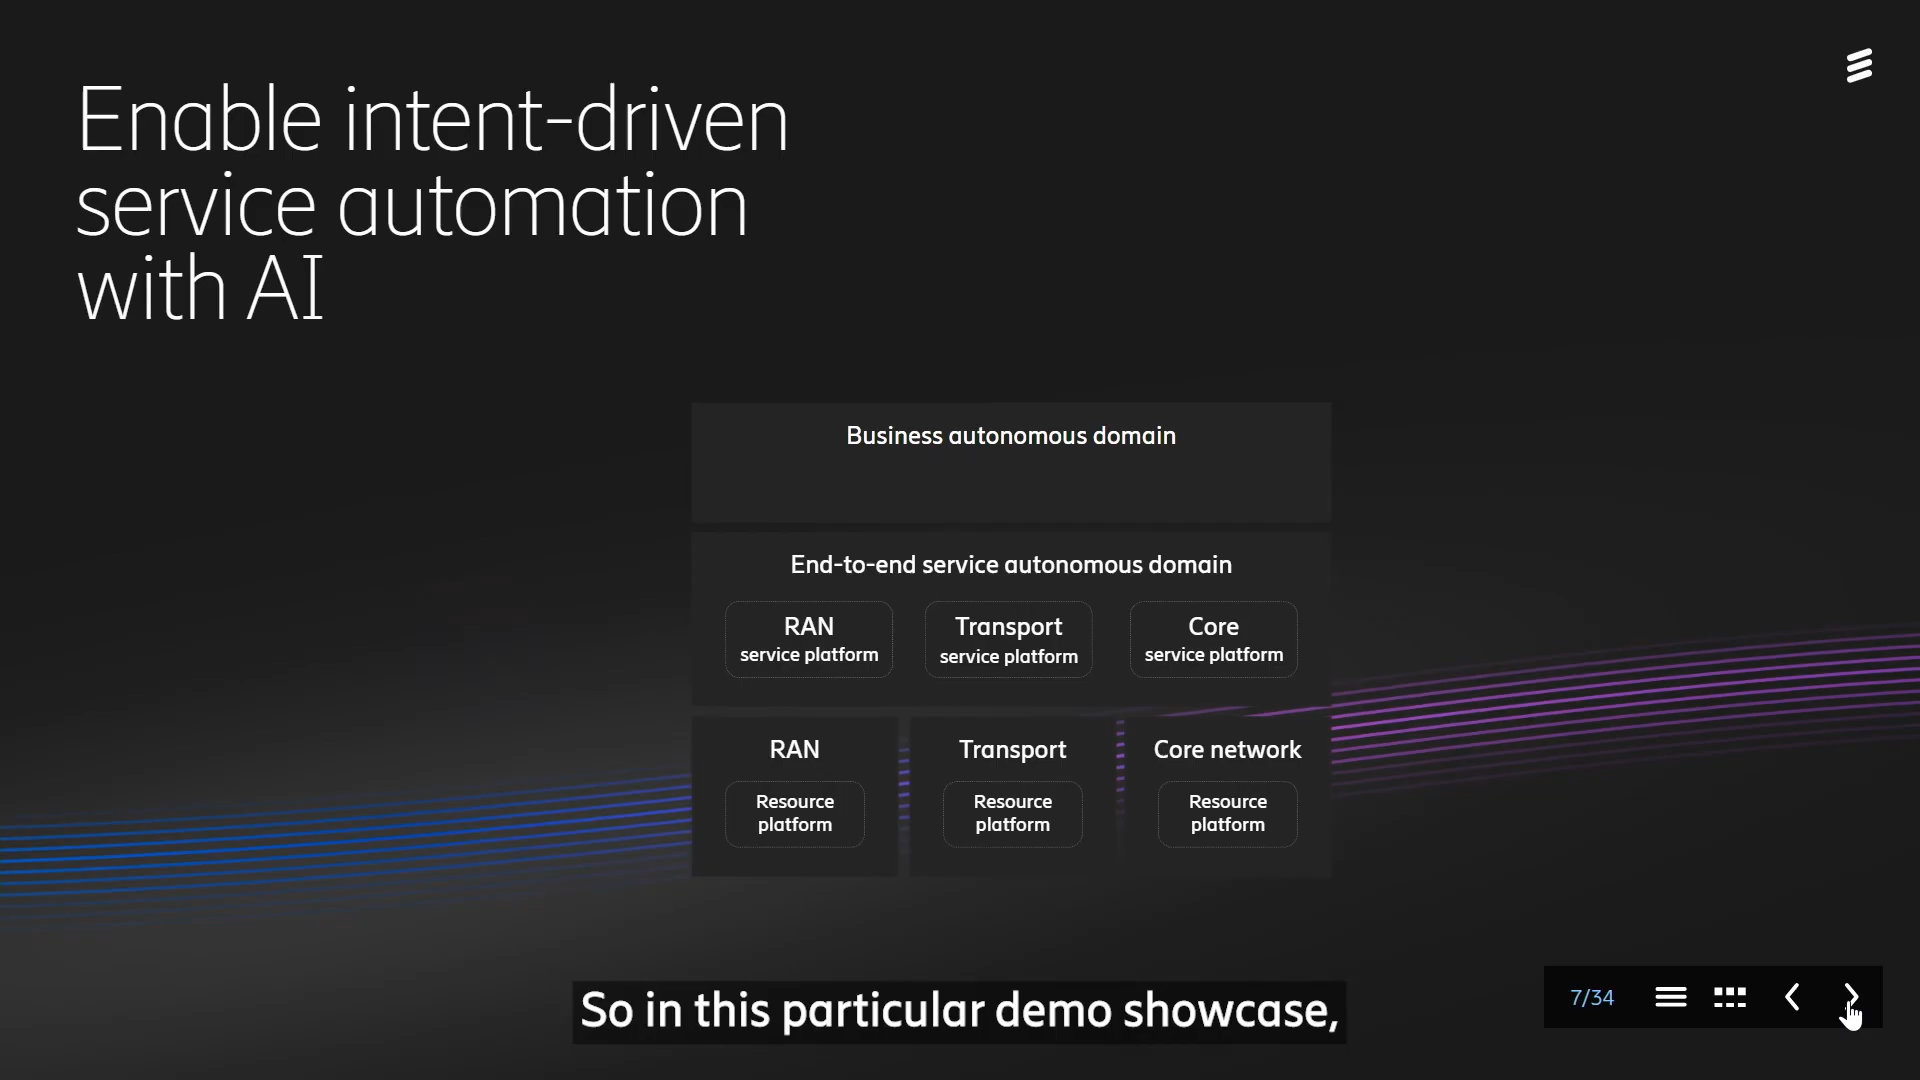 Enable intent-driven
service automation
with AI
Business autonomous domain
End-to-end service autonomous domain
RAN
service platform
Transport
service platform
Core
service platform
RAN
Resource
platform
Transport
Resource
platform
Core network
Resource
platform
So in this particular demo showcase,
7/34